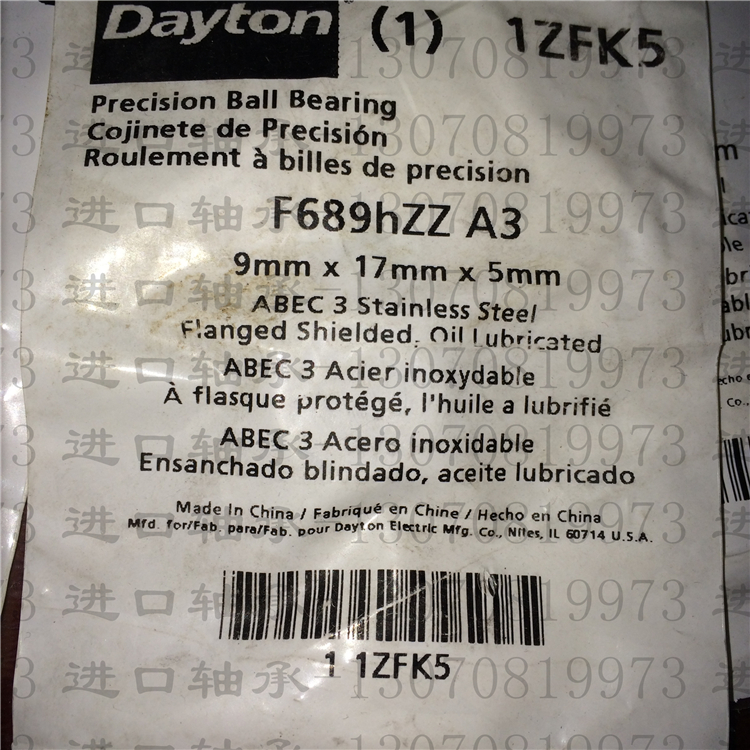 Dayton (1) 1ZFK5
Precision Ball Bearing
Cojinete de Precisión
Roulement à billes de precision
F689hZZ A3
9mm x 17mm x 5mm
ABEC 3 Stainless Steel
Flanged Shielded, Oil Lubricated
ABEC 3 Acier inoxydable
À flasque protégé, l'huile a lubrifié
ABEC 3 Acero inoxidable
Ensanchado blindado, aceite lubricado
Made In China / Fabriqué en Chine / Hecho en China
Mfd. for/Fab. para/Fab. pour Dayton Electric Mfg. Co., Niles, IL 60714 U.S.A.
1 1ZFK5
进口轴承-13070819973